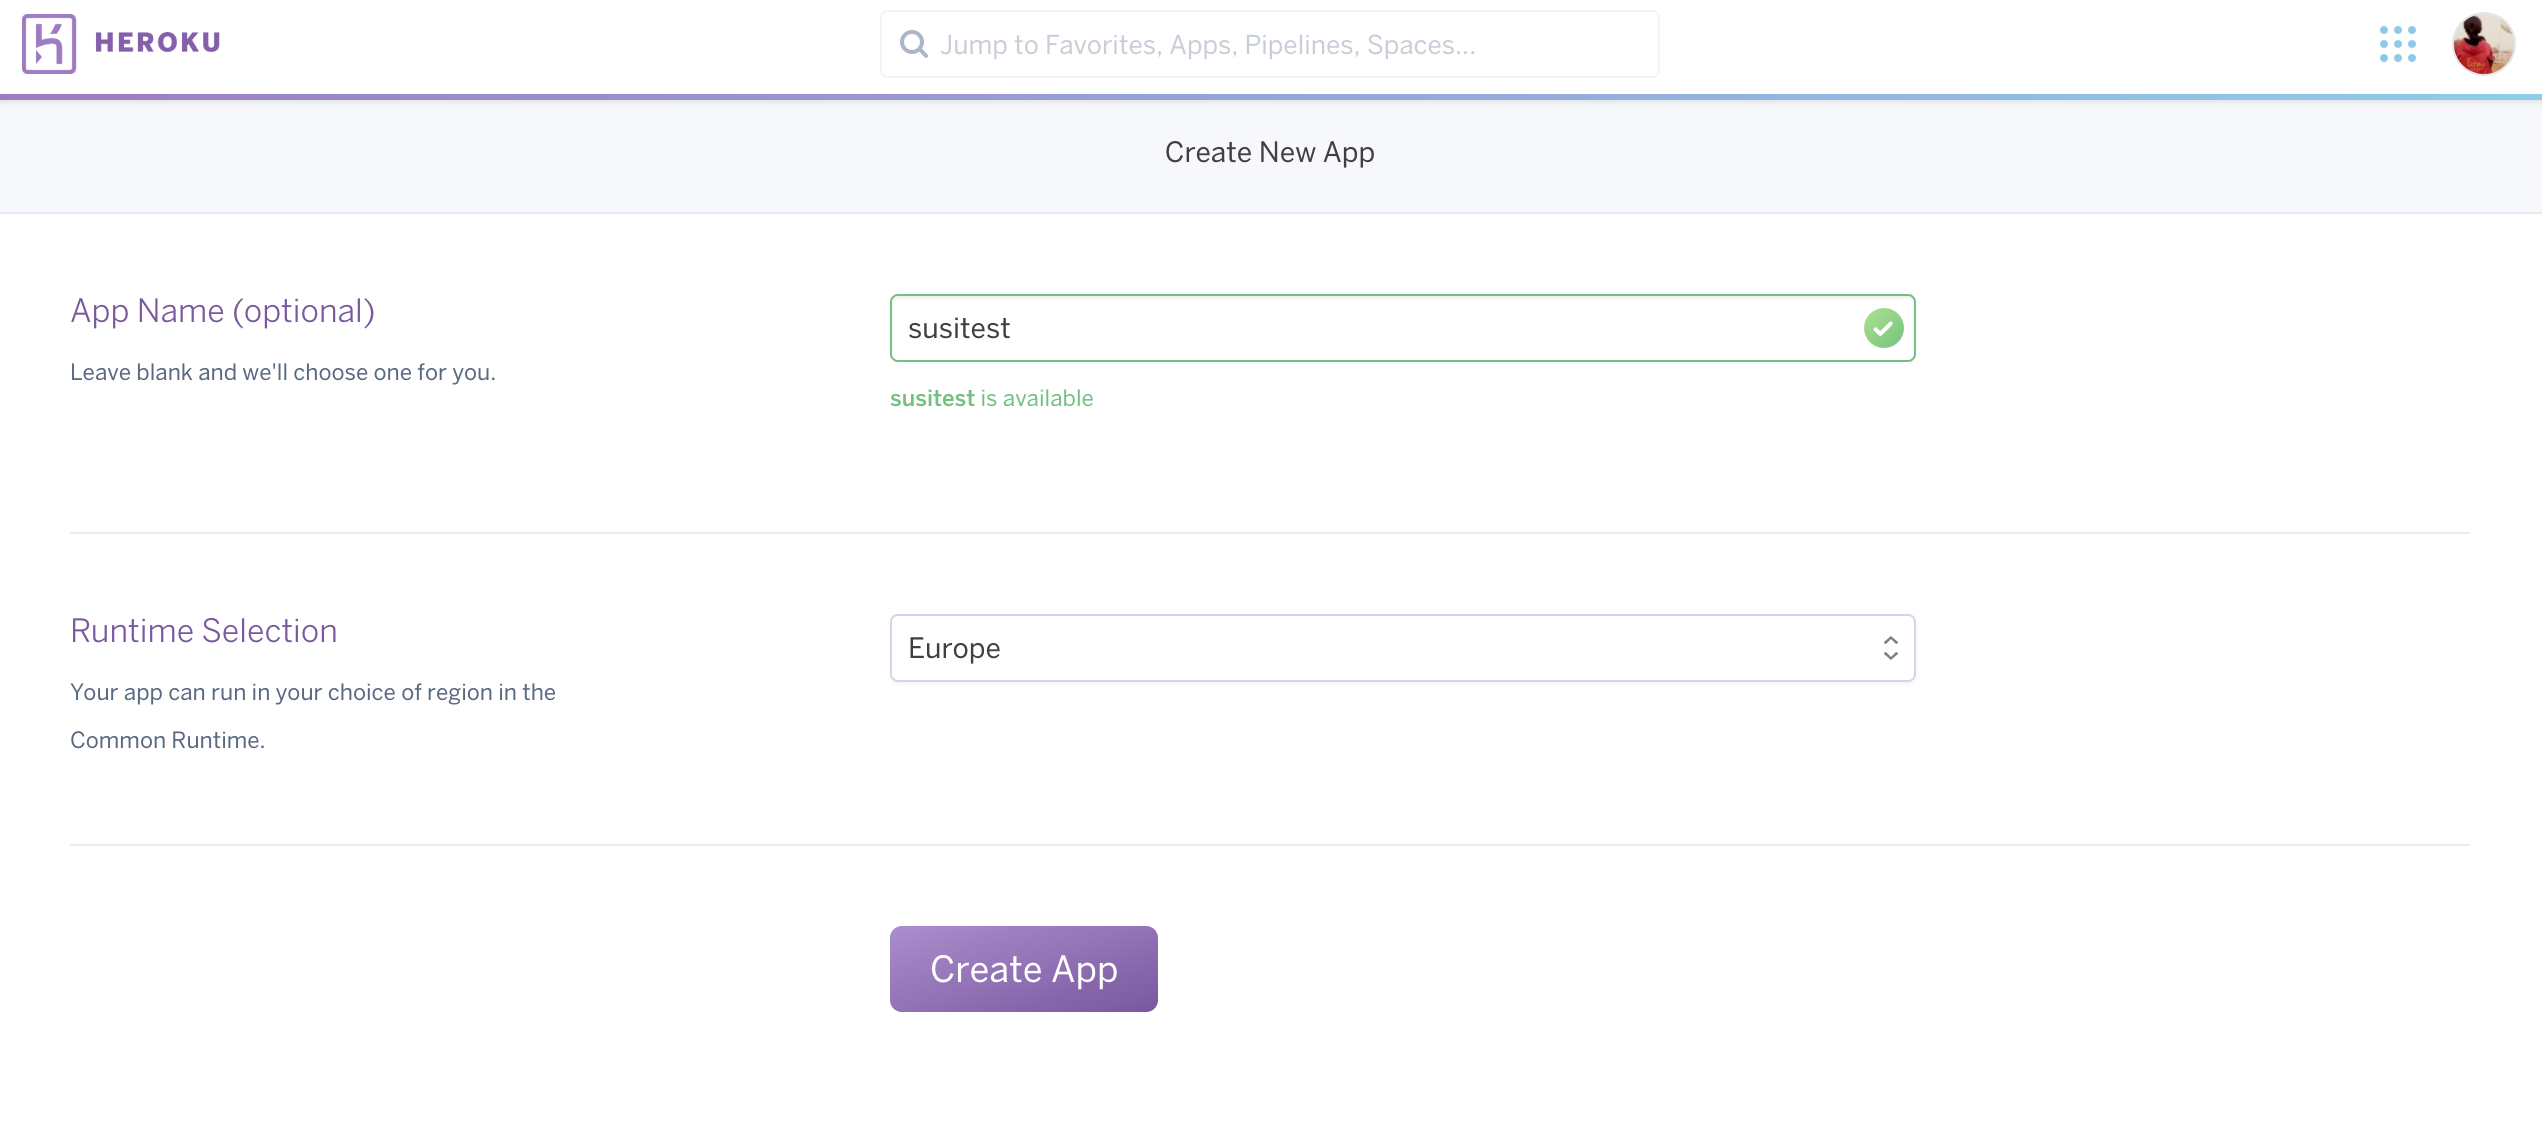 HEROKU
Jump to Favorites, Apps, Pipelines, Spaces...
Create New App
App Name (optional)
Leave blank and we'll choose one for you.
susitest
susitest is available
Runtime Selection
Your app can run in your choice of region in the
Common Runtime.
Europe
Create App